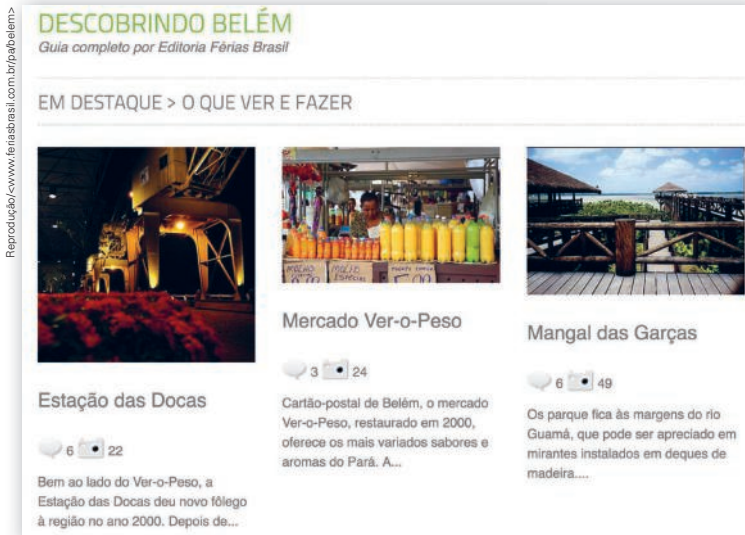 Reprodução/<www.feriasbrasil.com.br/pa/belem>
DESCOBRINDO BELÉM
Guia completo por Editoria Férias Brasil
EM DESTAQUE > O QUE VER E FAZER
Estação das Docas
6 22
Bem ao lado do Ver-o-Peso, a
Estação das Docas deu novo fôlego
à região no ano 2000. Depois de...
Mercado Ver-o-Peso
3 24
Cartão-postal de Belém, o mercado
Ver-o-Peso, restaurado em 2000,
oferece os mais variados sabores e
aromas do Pará. A...
Mangal das Garças
6 49
Os parque fica às margens do rio
Guamá, que pode ser apreciado em
mirantes instalados em deques de
madeira....